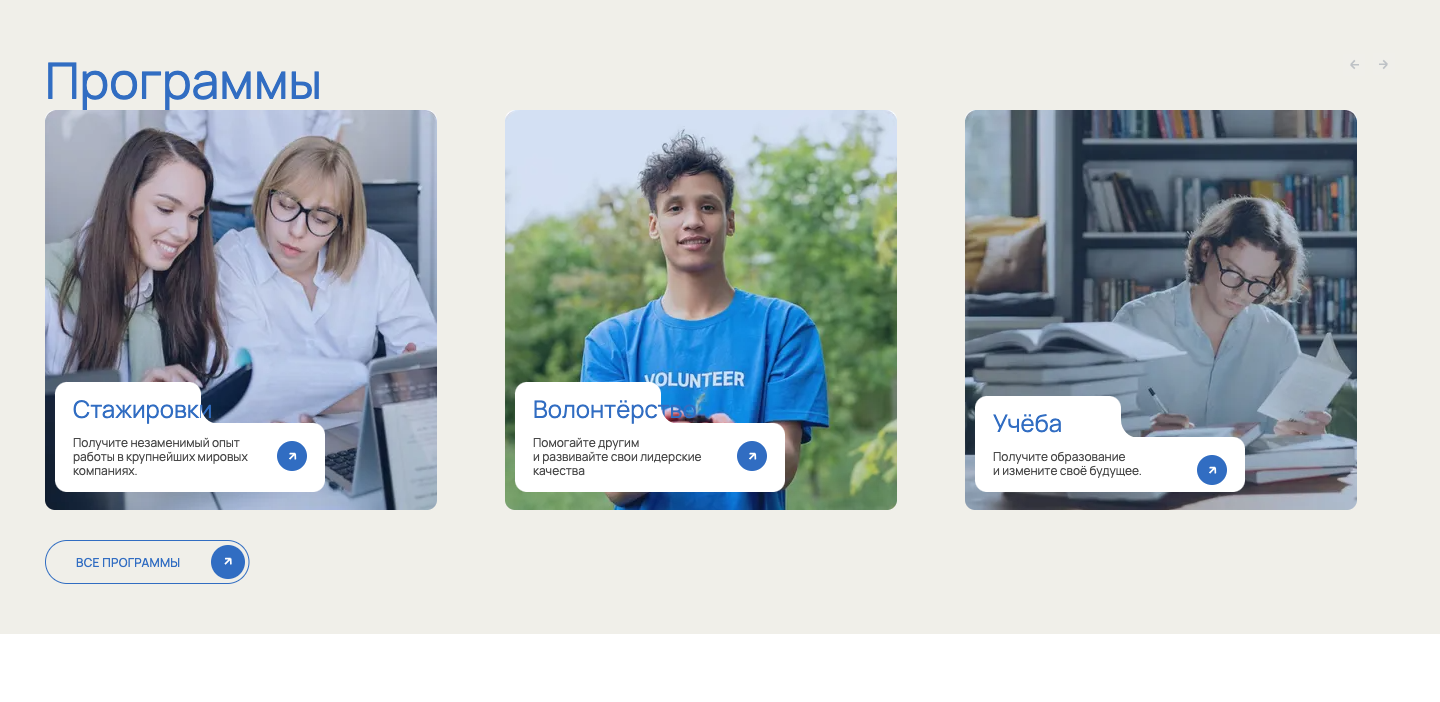 Программы
VOLUNTEER
Стажировки
Получите незаменимый опыт
работы в крупнейших мировых
компаниях.
Волонтёрство
Помогайте другим
и развивайте свои лидерские
качества
Учёба
Получите образование
и измените своё будущее.
ВСЕ ПРОГРАММЫ